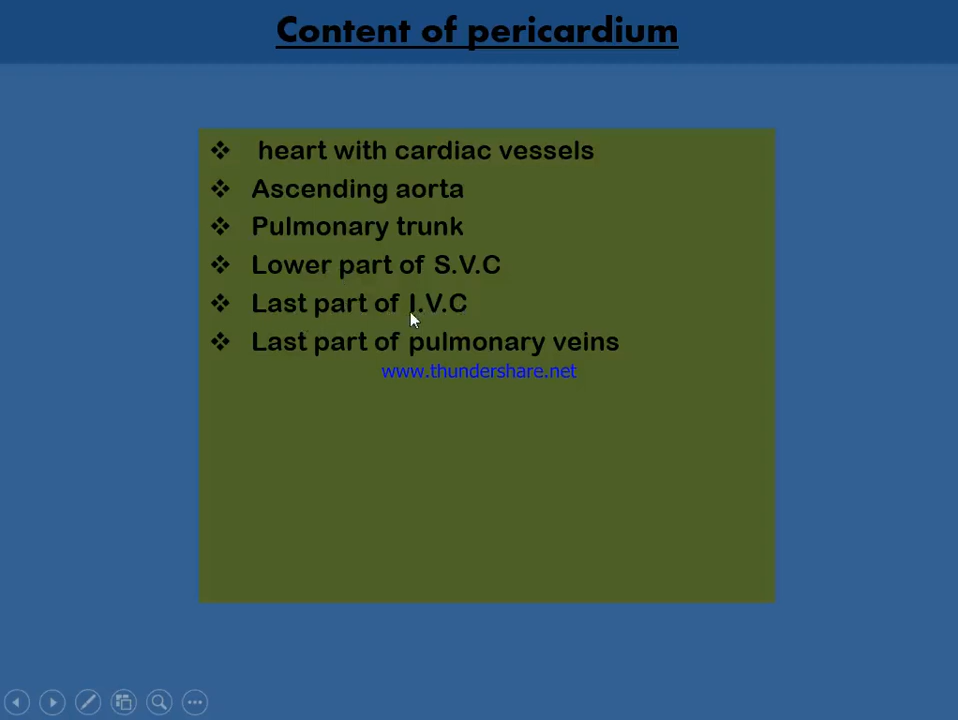 Content of pericardium
❖ heart with cardiac vessels
❖ Ascending aorta
❖ Pulmonary trunk
❖ Lower part of S.V.C
❖ Last part of I.V.C
❖ Last part of pulmonary veins
www.thundershare.net